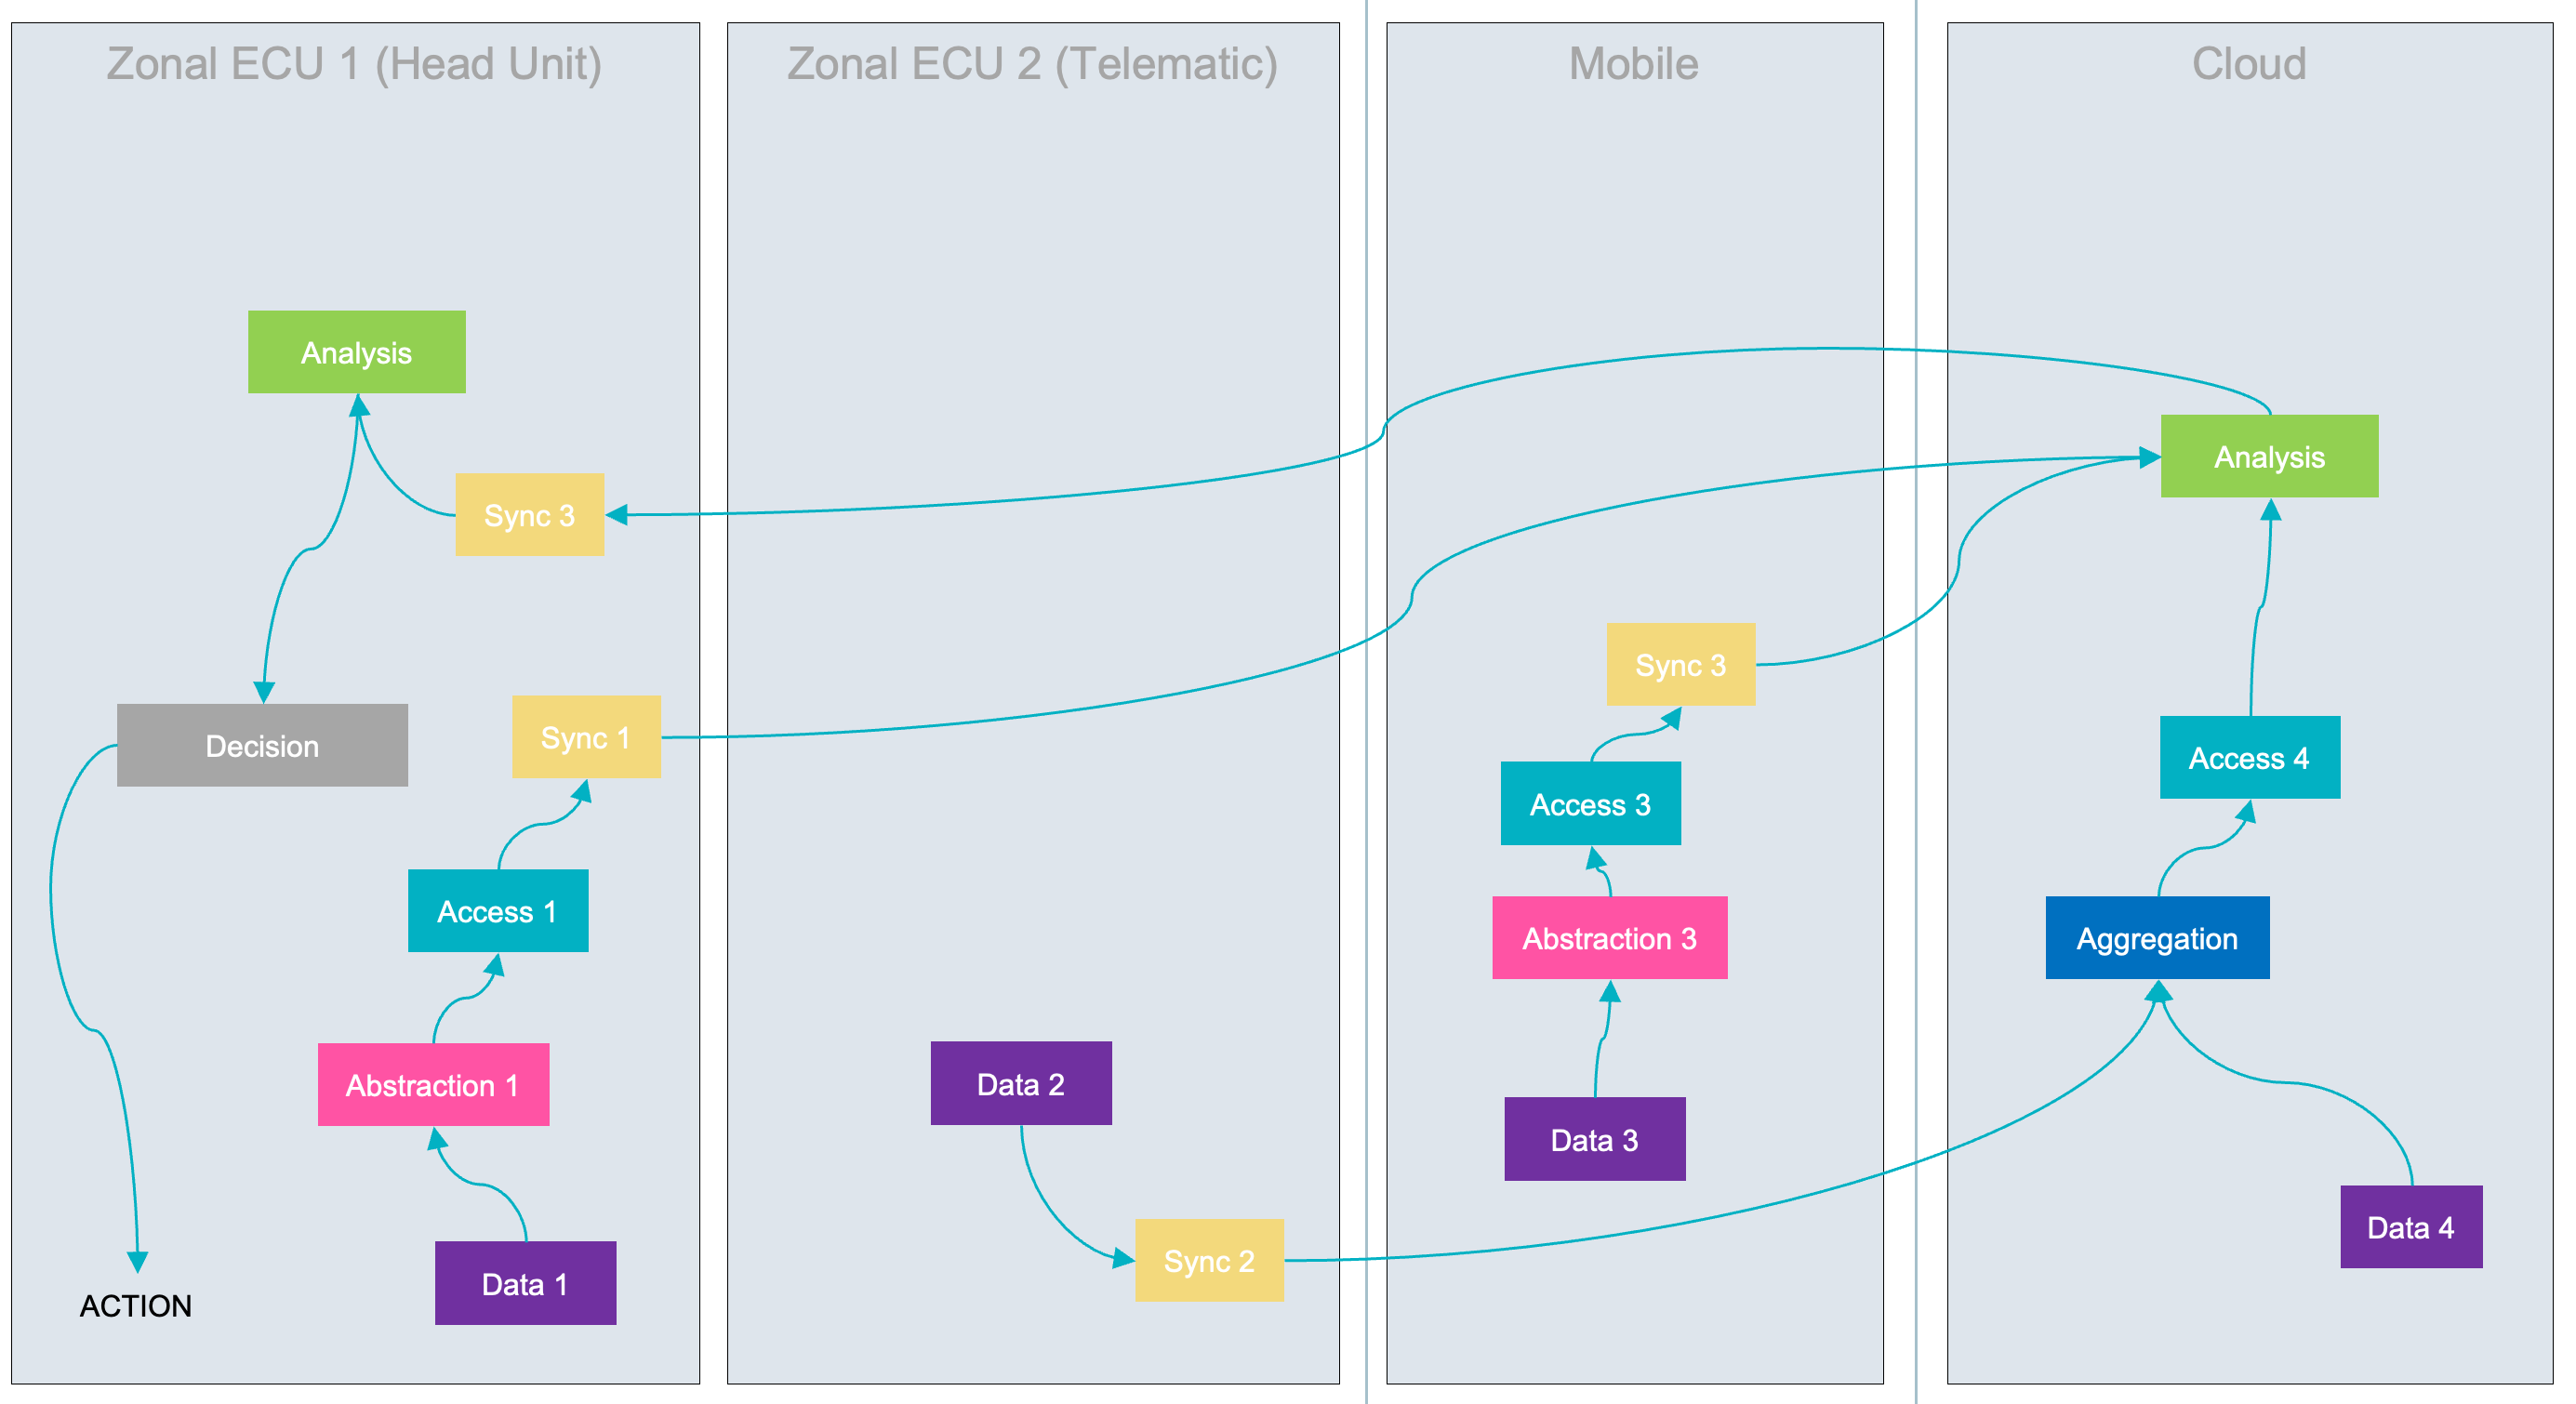 Zonal ECU 1 (Head Unit)
Analysis
Sync 3
Decision
Sync 1
Access 1
Abstraction 1
Data 1
ACTION
Zonal ECU 2 (Telematic)
Data 2
Sync 2
Mobile
Sync 3
Access 3
Abstraction 3
Data 3
Cloud
Analysis
Access 4
Aggregation
Data 4